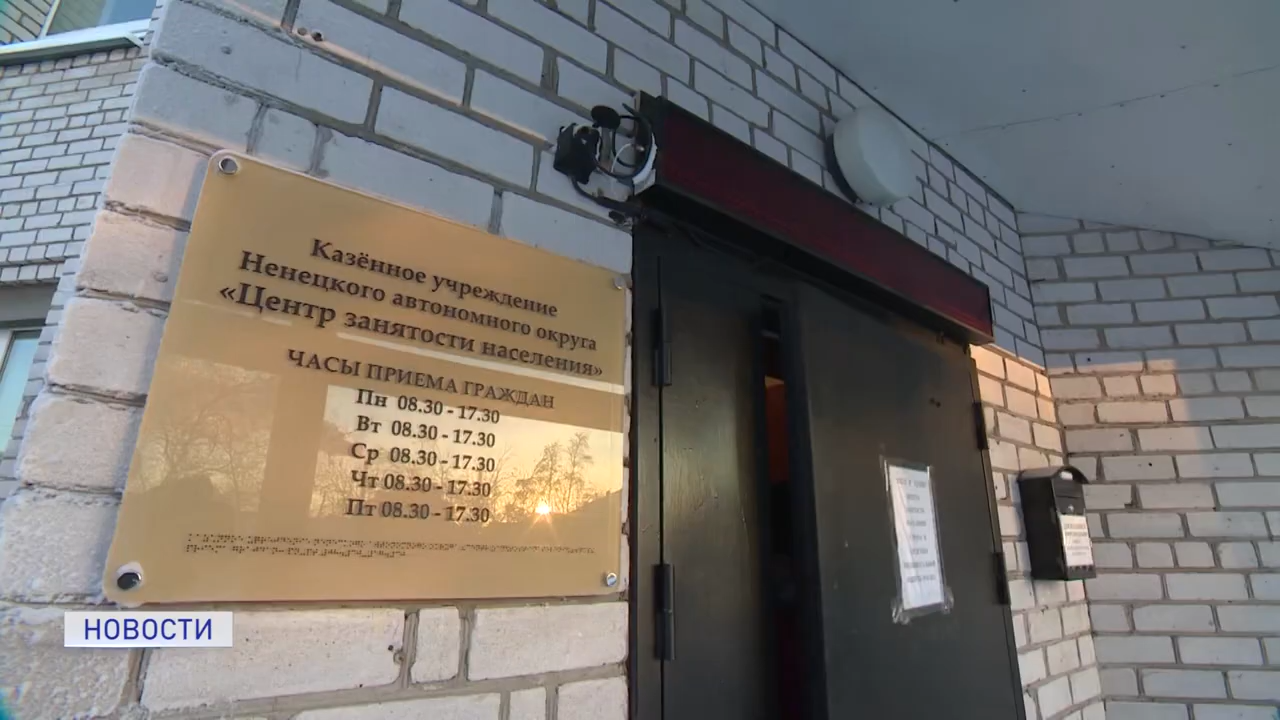 Казённое учреждение
Ненецкого автономного округа
«Центр занятости населения»
ЧАСЫ ПРИЕМА ГРАЖДАН
Пн 08.30 - 17.30
Вт 08.30 - 17.30
Ср 08.30 - 17.30
Чт 08.30 - 17.30
Пт 08.30 - 17.30
НОВОСТИ